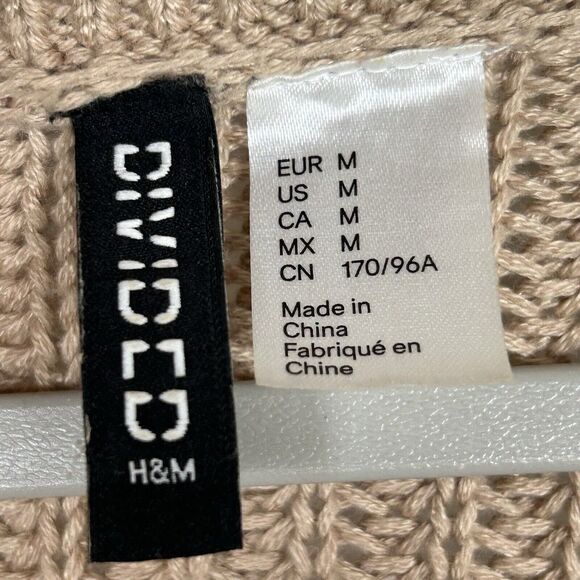 DIVIDED
H&M
EUR M
US M
CA M
MX M
CN 170/96A
Made in
China
Fabriqué en
Chine